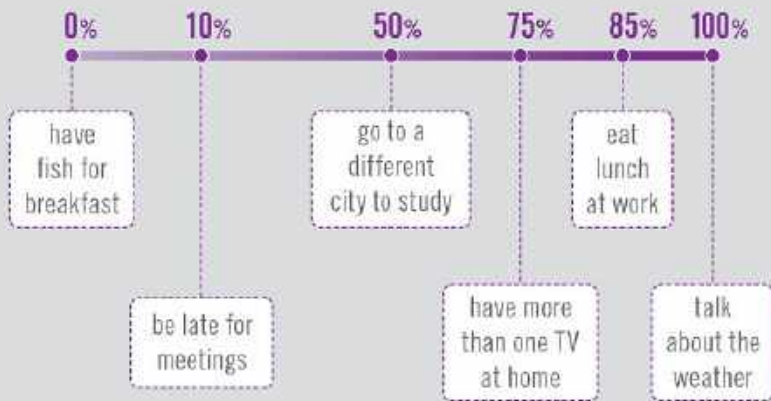 0% 10% 50% 75% 85% 100%
have
fish for
breakfast
be late for
meetings
go to a
different
city to study
have more
than one TV
at home
eat
lunch
at work
talk
about the
weather